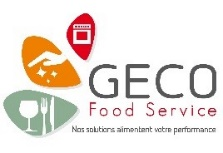 GECO
Food Service
Nos solutions alimentent votre performance